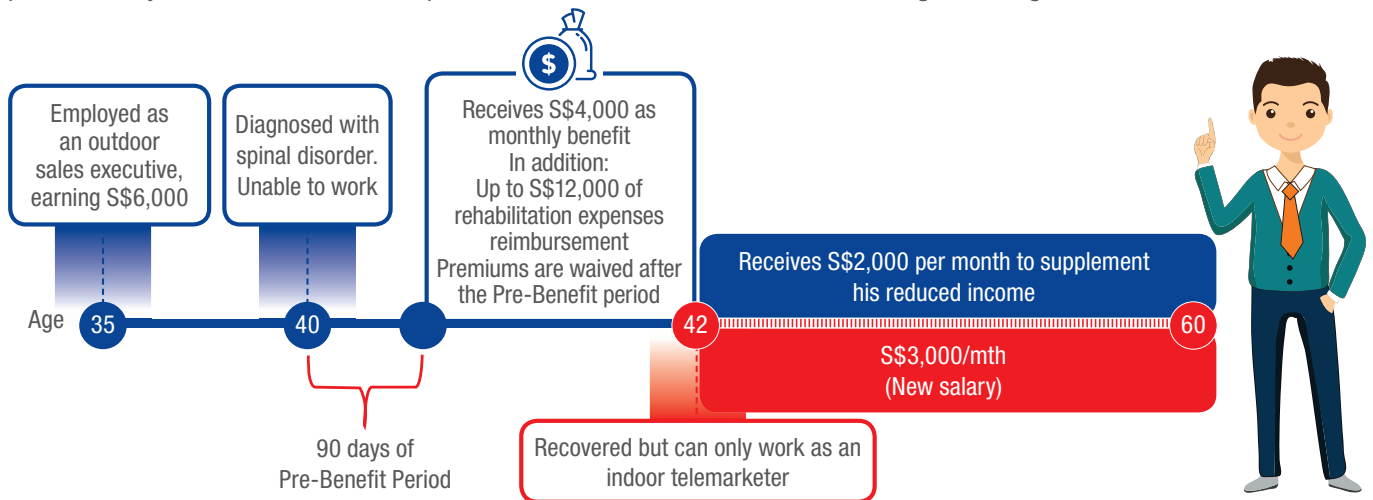 $
Employed as
an outdoor
sales executive,
earning S$6,000
Diagnosed with
spinal disorder.
Unable to work
Receives S$4,000 as
monthly benefit
In addition:
Up to S$12,000 of
rehabilitation expenses
reimbursement
Premiums are waived after
the Pre-Benefit period
Receives S$2,000 per month to supplement
his reduced income
Age 35 40 42 60
S$3,000/mth
(New salary)
90 days of
Pre-Benefit Period
Recovered but can only work as an
indoor telemarketer